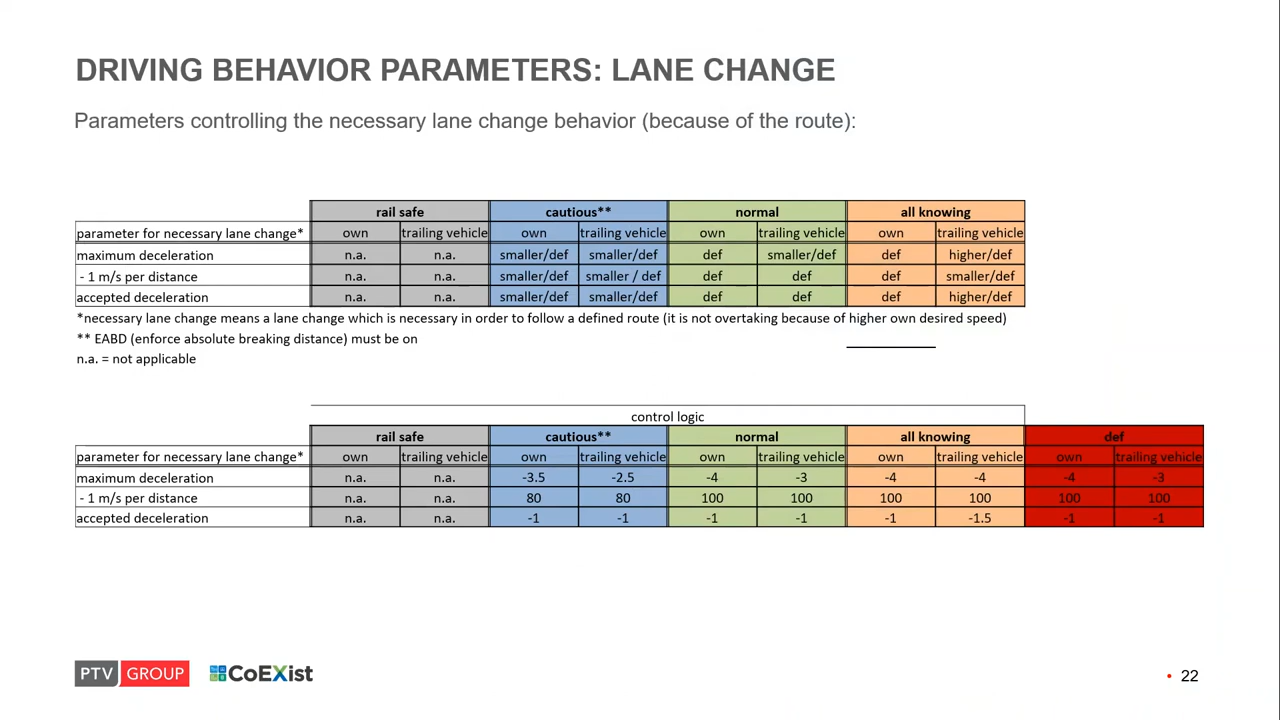 DRIVING BEHAVIOR PARAMETERS: LANE CHANGE
Parameters controlling the necessary lane change behavior (because of the route):
rail safe cautious** normal all knowing
parameter for necessary lane change* own trailing vehicle own trailing vehicle own trailing vehicle own trailing vehicle
maximum deceleration n.a. n.a. smaller/def smaller/def def smaller/def def higher/def
- 1 m/s per distance n.a. n.a. smaller/def smaller / def def def def smaller/def
accepted deceleration n.a. n.a. smaller/def smaller/def def def def higher/def
*necessary lane change means a lane change which is necessary in order to follow a defined route (it is not overtaking because of higher own desired speed)
** EABD (enforce absolute breaking distance) must be on
n.a. = not applicable
control logic
rail safe cautious** normal all knowing def
parameter for necessary lane change* own trailing vehicle own trailing vehicle own trailing vehicle own trailing vehicle own trailing vehicle
maximum deceleration n.a. n.a. -3.5 -2.5 -4 -3 -4 -4 -4 -3
- 1 m/s per distance n.a. n.a. 80 80 100 100 100 100 100 100
accepted deceleration n.a. n.a. -1 -1 -1 -1 -1 -1.5 -1 -1
PTV GROUP CoEXist
• 22